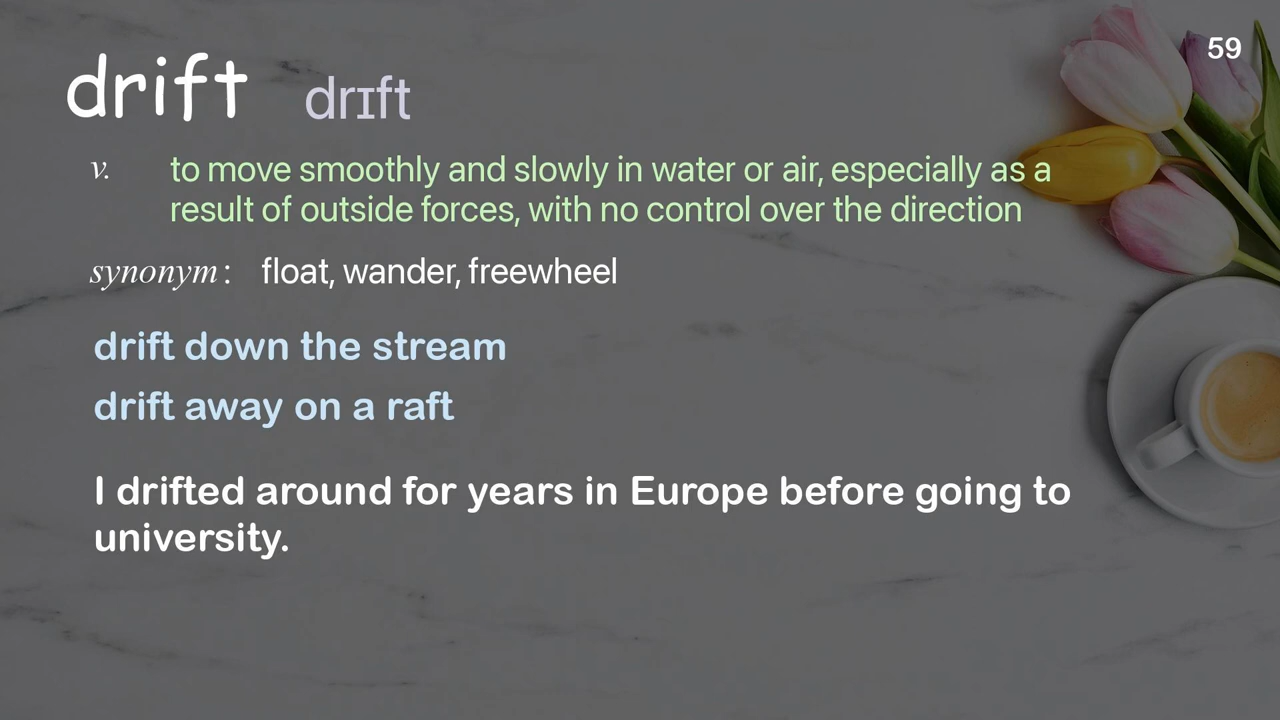 59
drift drɪft
v. to move smoothly and slowly in water or air, especially as a
result of outside forces, with no control over the direction
synonym : float, wander, freewheel
drift down the stream
drift away on a raft
I drifted around for years in Europe before going to
university.